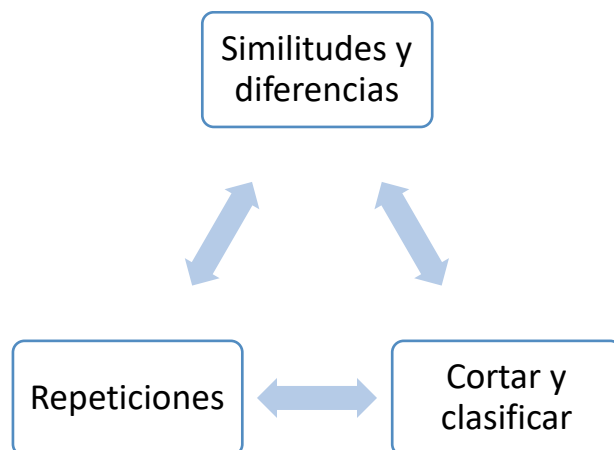 Similitudes y
diferencias
Repeticiones
Cortar y
clasificar